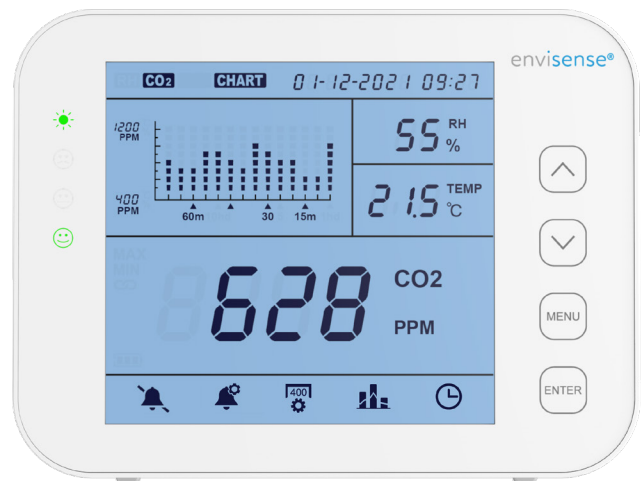 envisense®
CO2 CHART 01-12-2021 09:27
1200
PPM
400
PPM
60m 30 15m
55 RH
%
21.5 TEMP
°C
628 CO2
PPM
400
MENU
ENTER